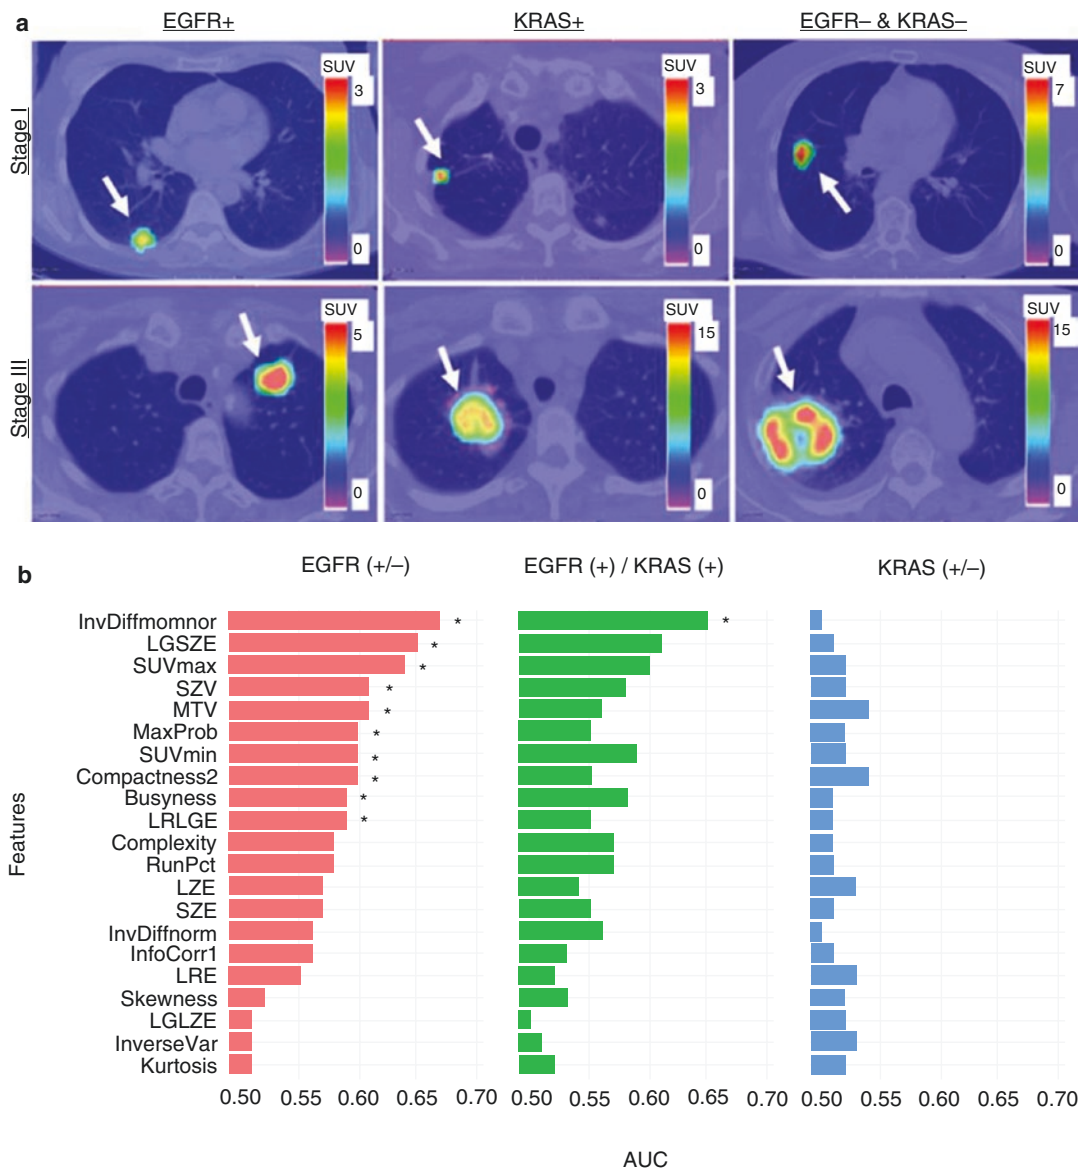 a
EGFR+ KRAS+ EGFR– & KRAS–
Stage I
SUV 3 0
SUV 3 0
SUV 7 0
Stage III
SUV 5 0
SUV 15 0
SUV 15 0
b
EGFR (+/–) EGFR (+) / KRAS (+) KRAS (+/–)
Features
InvDiffmomnor * *
LGSZE *
SUVmax *
SZV *
MTV *
MaxProb *
SUVmin *
Compactness2 *
Busyness *
LRLGE *
Complexity
RunPct
LZE
SZE
InvDiffnorm
InfoCorr1
LRE
Skewness
LGLZE
InverseVar
Kurtosis
0.50 0.55 0.60 0.65 0.70 0.50 0.55 0.60 0.65 0.70 0.50 0.55 0.60 0.65 0.70
AUC